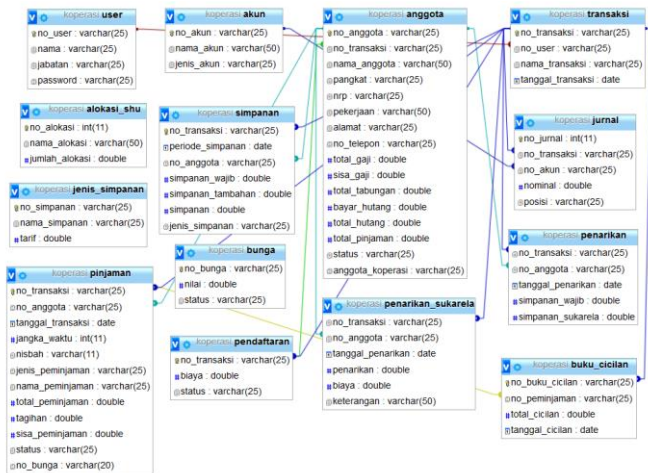 koperasi user
no_user : varchar(25)
nama : varchar(25)
jabatan : varchar(25)
password : varchar(25)
koperasi akun
no_akun : varchar(25)
nama_akun : varchar(50)
jenis_akun : varchar(25)
koperasi anggota
no_anggota : varchar(25)
no_transaksi : varchar(25)
nama_anggota : varchar(50)
pangkat : varchar(25)
nrp : varchar(25)
pekerjaan : varchar(50)
alamat : varchar(25)
no_telepon : varchar(25)
total_gaji : double
sisa_gaji : double
total_tabungan : double
bayar_hutang : double
total_hutang : double
total_pinjaman : double
status : varchar(25)
anggota_koperasi : varchar(25)
koperasi transaksi
no_transaksi : varchar(25)
no_user : varchar(25)
nama_transaksi : varchar(25)
tanggal_transaksi : date
koperasi alokasi_shu
no_alokasi : int(11)
nama_alokasi : varchar(50)
jumlah_alokasi : double
koperasi simpanan
no_transaksi : varchar(25)
periode_simpanan : date
no_anggota : varchar(25)
simpanan_wajib : double
simpanan_tambahan : double
simpanan : double
jenis_simpanan : varchar(25)
koperasi jurnal
no_jurnal : int(11)
no_transaksi : varchar(25)
no_akun : varchar(25)
nominal : double
posisi : varchar(25)
koperasi jenis_simpanan
no_simpanan : varchar(25)
nama_simpanan : varchar(25)
tarif : double
koperasi bunga
no_bunga : varchar(25)
nilai : double
status : varchar(25)
koperasi penarikan
no_transaksi : varchar(25)
no_anggota : varchar(25)
tanggal_penarikan : date
simpanan_wajib : double
simpanan_sukarela : double
koperasi pinjaman
no_transaksi : varchar(25)
no_anggota : varchar(25)
tanggal_transaksi : date
jangka_waktu : int(11)
nisbah : varchar(11)
jenis_peminjaman : varchar(25)
nama_peminjaman : varchar(25)
total_peminjaman : double
tagihan : double
sisa_peminjaman : double
status : varchar(25)
no_bunga : varchar(20)
koperasi pendaftaran
no_transaksi : varchar(25)
biaya : double
status : varchar(25)
koperasi penarikan_sukarela
no_transaksi : varchar(25)
no_anggota : varchar(25)
tanggal_penarikan : date
penarikan : double
biaya : double
keterangan : varchar(50)
koperasi buku_cicilan
no_buku_cicilan : varchar(25)
no_peminjaman : varchar(25)
total_cicilan : double
tanggal_cicilan : date